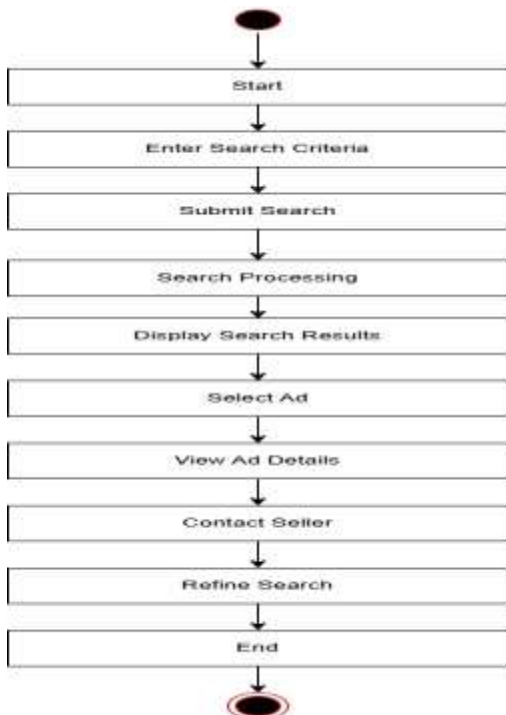 Start
Enter Search Criteria
Submit Search
Search Processing
Display Search Results
Select Ad
View Ad Details
Contact Seller
Refine Search
End